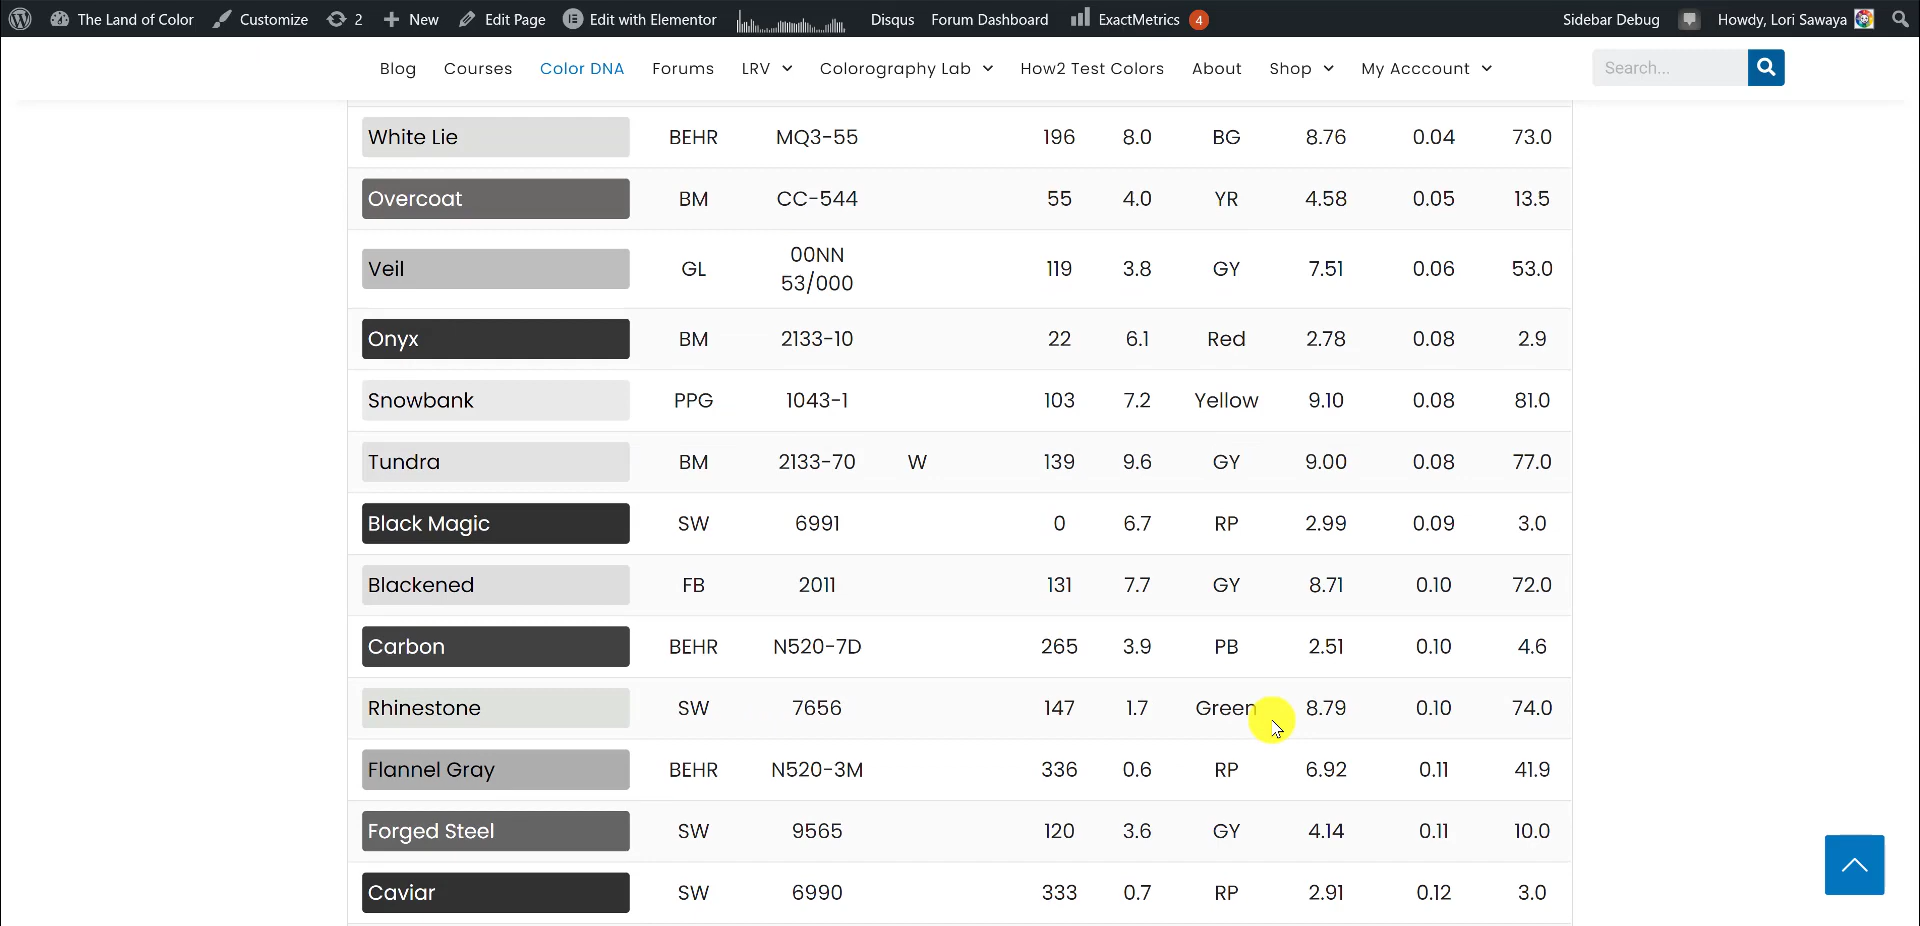 The Land of Color Customize 2 New Edit Page Edit with Elementor Disqus Forum Dashboard ExactMetrics 4 Sidebar Debug Howdy, Lori Sawaya
Blog Courses Color DNA Forums LRV Colorography Lab How2 Test Colors About Shop My Acccount Search...
White Lie BEHR MQ3-55 196 8.0 BG 8.76 0.04 73.0
Overcoat BM CC-544 55 4.0 YR 4.58 0.05 13.5
Veil GL 00NN 53/000 119 3.8 GY 7.51 0.06 53.0
Onyx BM 2133-10 22 6.1 Red 2.78 0.08 2.9
Snowbank PPG 1043-1 103 7.2 Yellow 9.10 0.08 81.0
Tundra BM 2133-70 W 139 9.6 GY 9.00 0.08 77.0
Black Magic SW 6991 0 6.7 RP 2.99 0.09 3.0
Blackened FB 2011 131 7.7 GY 8.71 0.10 72.0
Carbon BEHR N520-7D 265 3.9 PB 2.51 0.10 4.6
Rhinestone SW 7656 147 1.7 Green 8.79 0.10 74.0
Flannel Gray BEHR N520-3M 336 0.6 RP 6.92 0.11 41.9
Forged Steel SW 9565 120 3.6 GY 4.14 0.11 10.0
Caviar SW 6990 333 0.7 RP 2.91 0.12 3.0